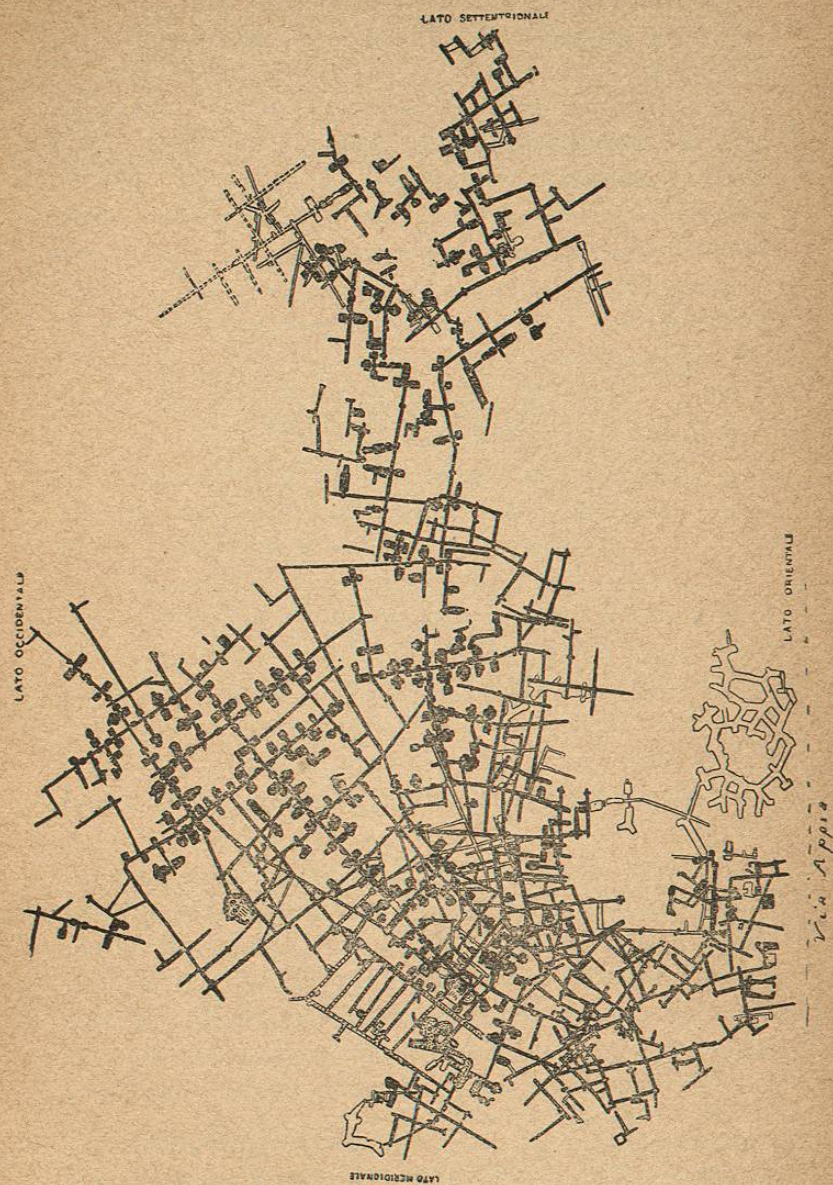 LATO SETTENTRIONALE
LATO OCCIDENTALE
LATO ORIENTALE
Via Appia
LATO MERIDIONALE